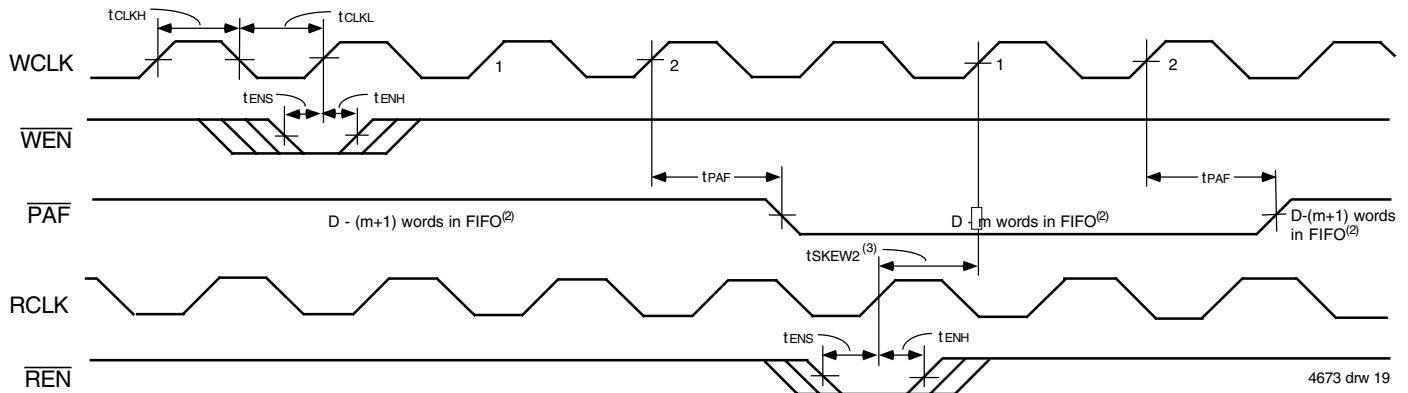 tCLKH
tCLKL
WCLK
1
2
1
2
tENS
tENH
WEN
tPAF
tPAF
PAF
D - (m+1) words in FIFO(2)
D - m words in FIFO(2)
D-(m+1) words
in FIFO(2)
tSKEW2(3)
RCLK
tENS
tENH
REN
4673 drw 19